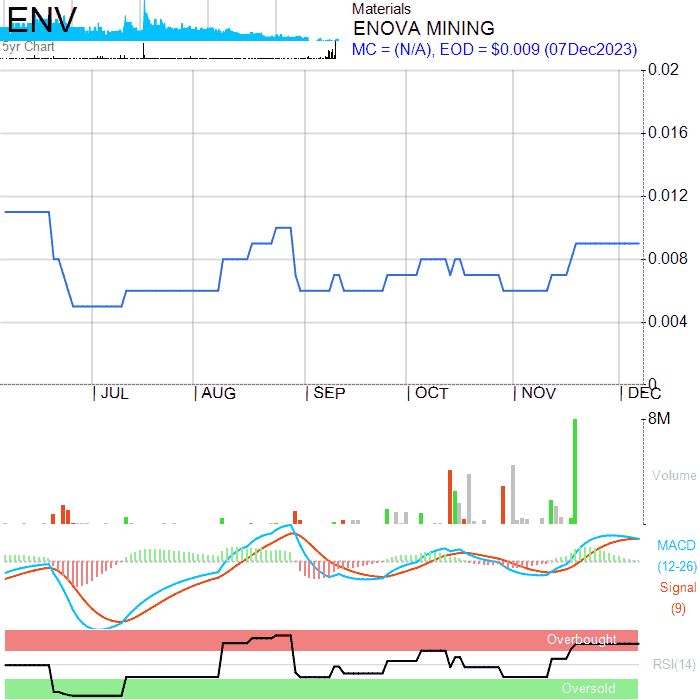 ENV
5yr Chart
Materials
ENOVA MINING
MC = (N/A), EOD = $0.009 (07Dec2023)
0.02
0.016
0.012
0.008
0.004
0
JUL AUG SEP OCT NOV DEC
8M
Volume
MACD
(12-26)
Signal
(9)
Overbought
RSI(14)
Oversold